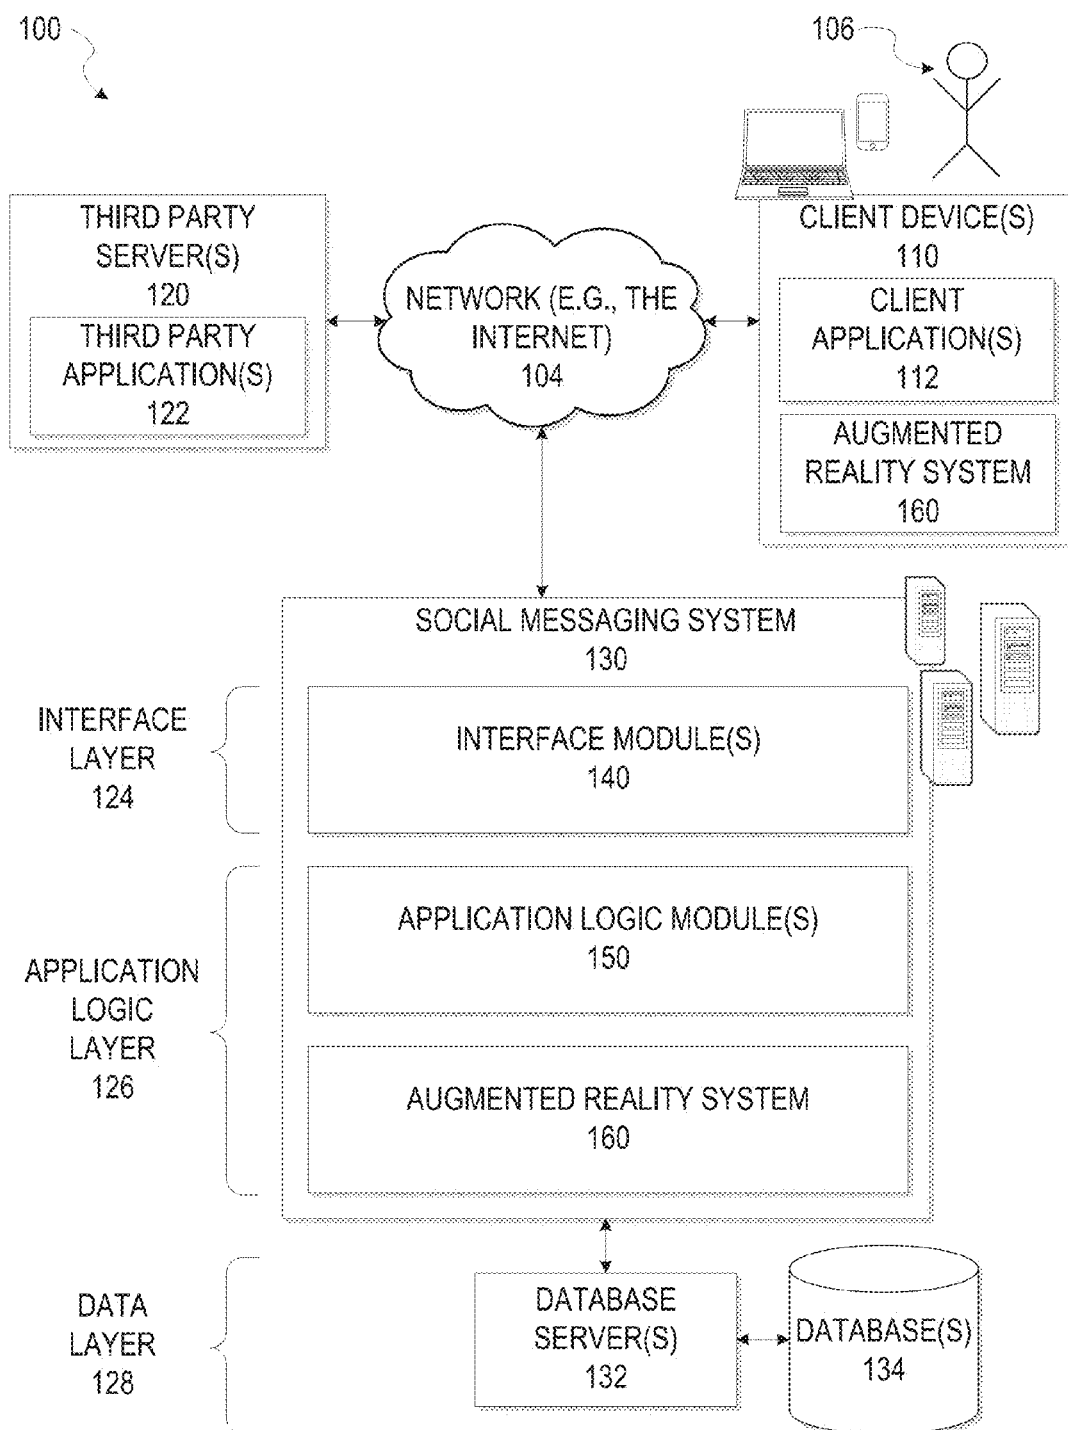 100
106
THIRD PARTY
SERVER(S)
120
THIRD PARTY
APPLICATION(S)
122
NETWORK (E.G., THE
INTERNET)
104
CLIENT DEVICE(S)
110
CLIENT
APPLICATION(S)
112
AUGMENTED
REALITY SYSTEM
160
SOCIAL MESSAGING SYSTEM
130
INTERFACE
LAYER
124
INTERFACE MODULE(S)
140
APPLICATION
LOGIC
LAYER
126
APPLICATION LOGIC MODULE(S)
150
AUGMENTED REALITY SYSTEM
160
DATA
LAYER
128
DATABASE
SERVER(S)
132
DATABASE(S)
134